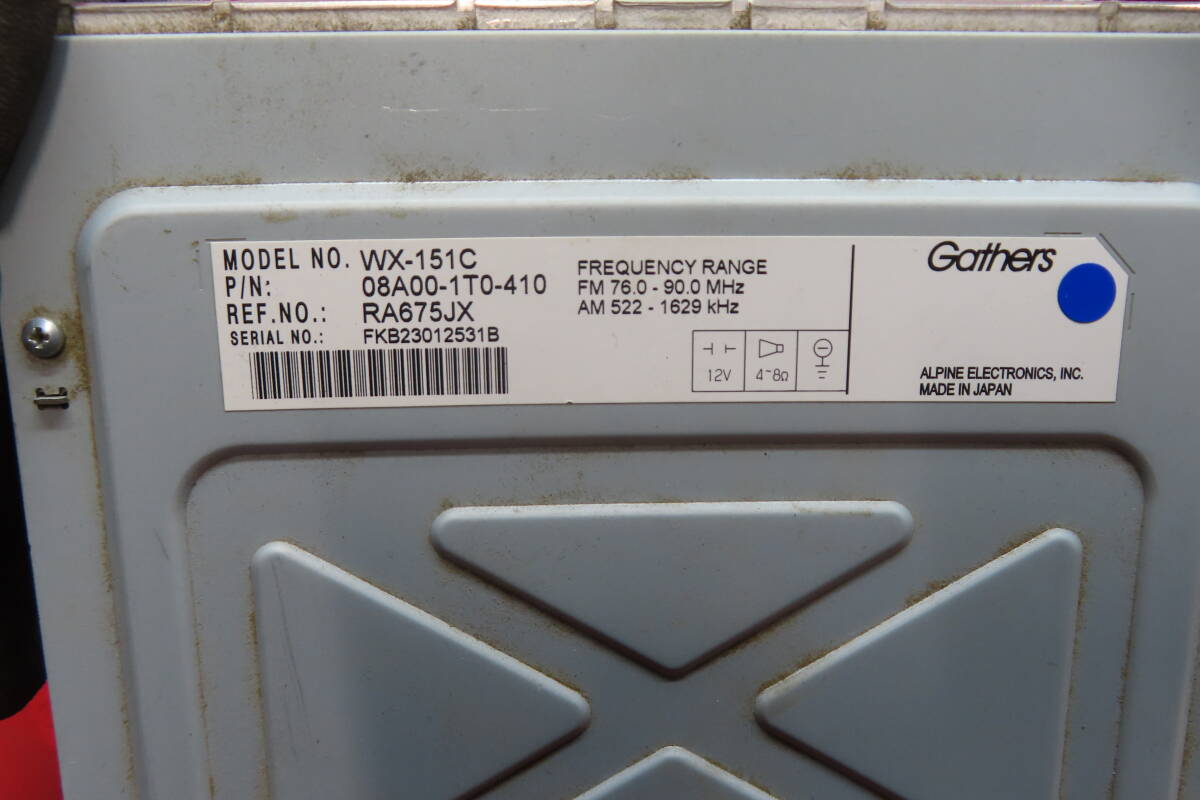 MODEL NO. WX-151C
P/N: 08A00-1T0-410
REF.NO.: RA675JX
SERIAL NO.: FKB23012531B
FREQUENCY RANGE
FM 76.0 - 90.0 MHz
AM 522 - 1629 kHz
12V 4~8Ω
Gathers
ALPINE ELECTRONICS, INC.
MADE IN JAPAN